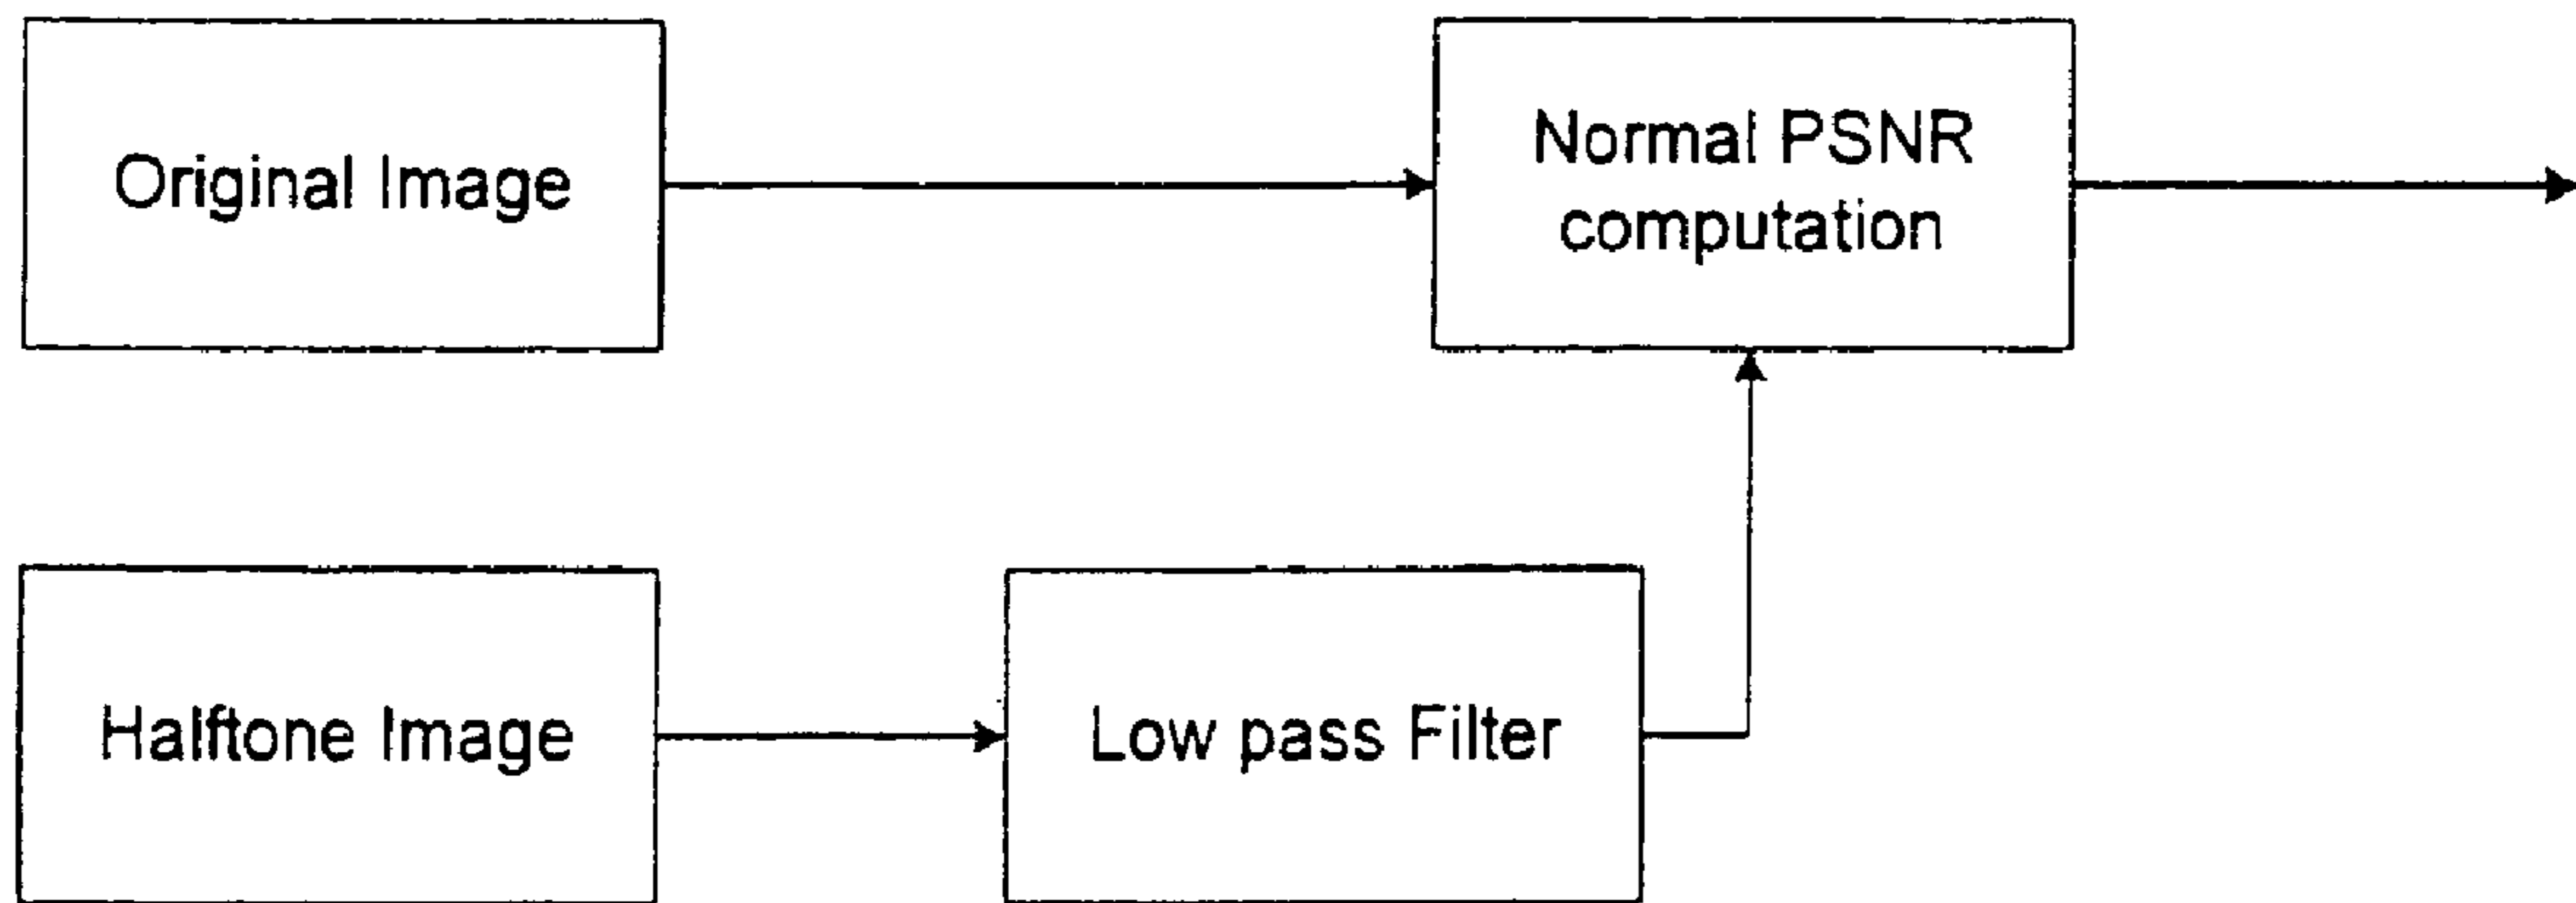 Original Image
Normal PSNR
computation
Halftone Image
Low pass Filter